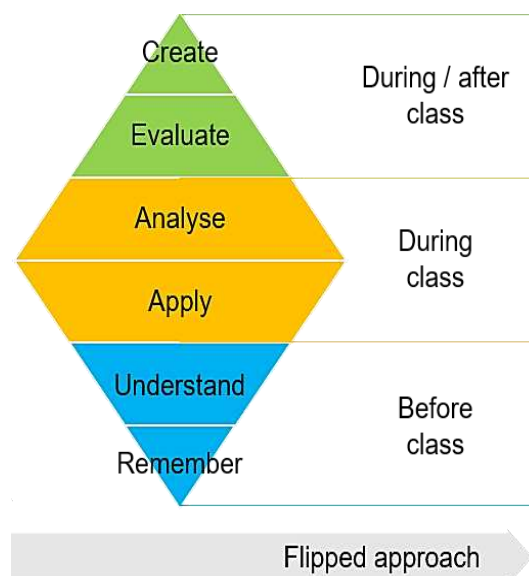 Create
During / after
class
Evaluate
Analyse
During
class
Apply
Understand
Before
class
Remember
Flipped approach